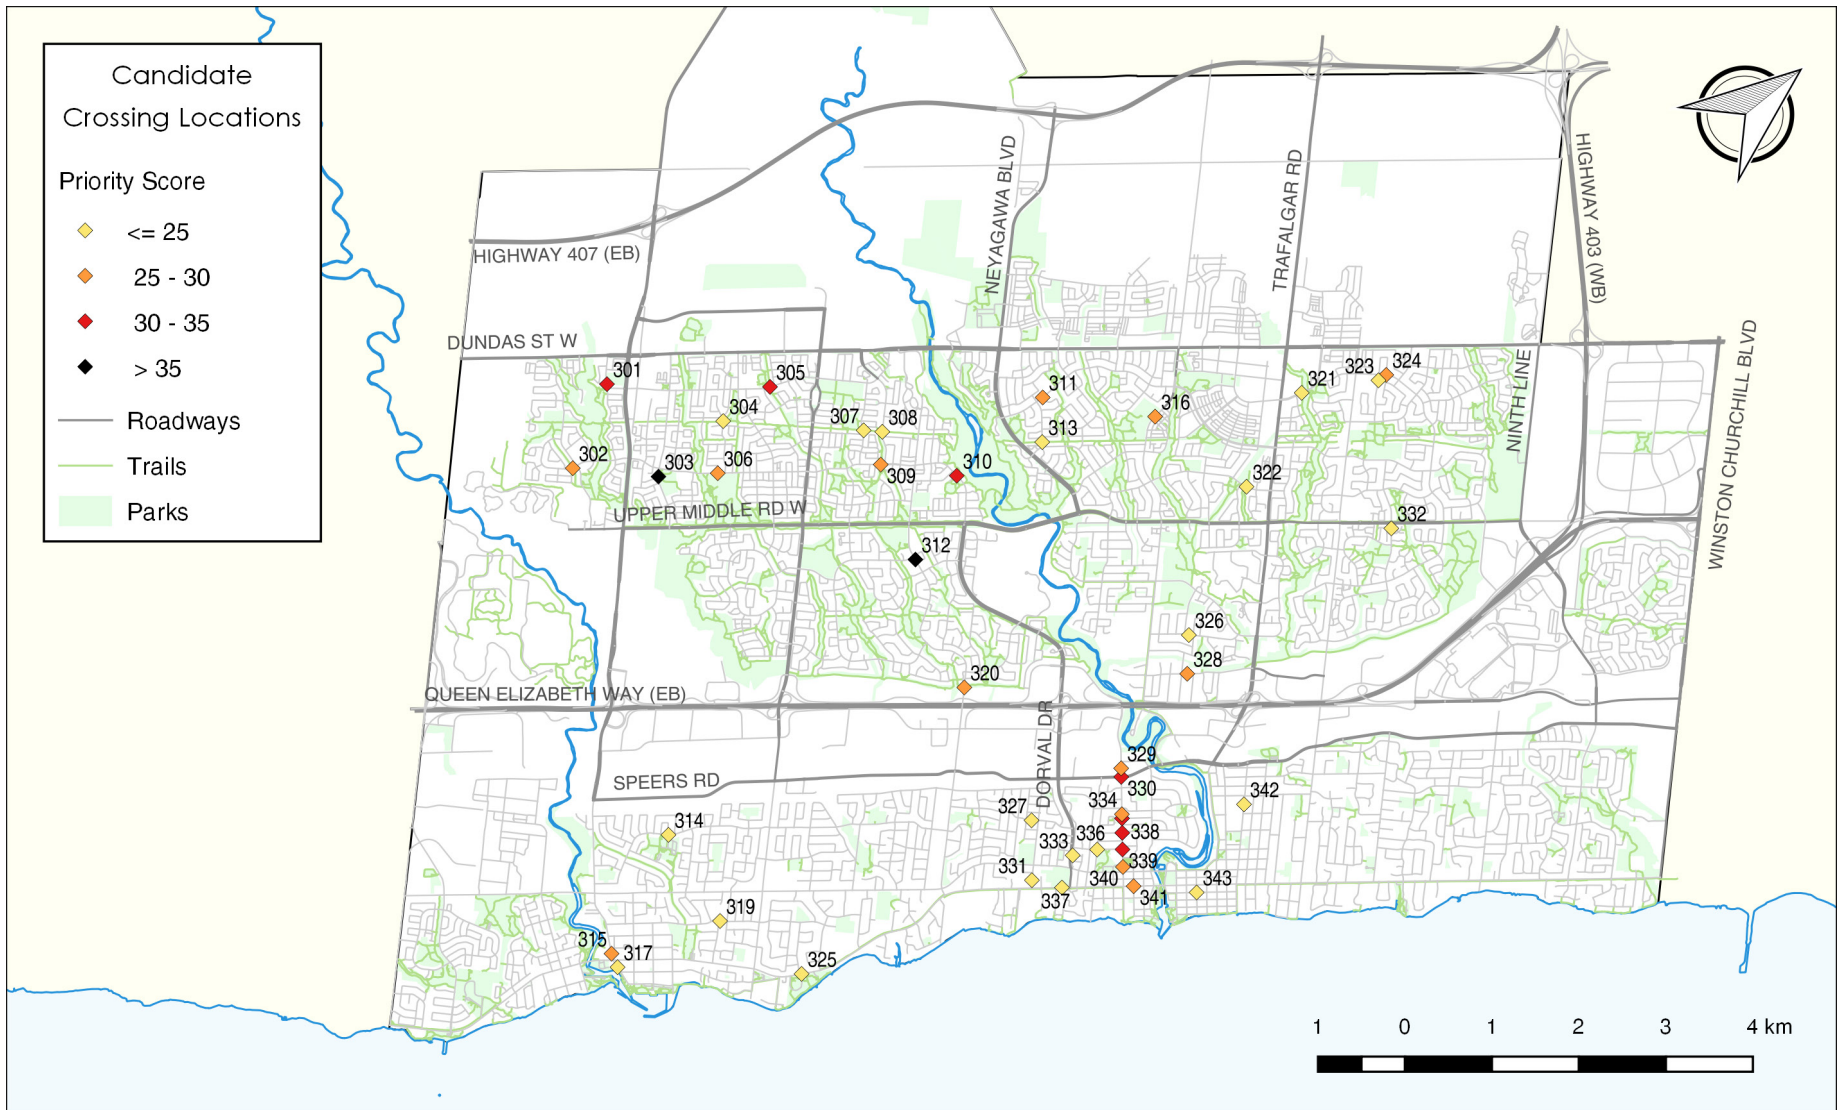 Candidate
Crossing Locations
Priority Score
<= 25
25 - 30
30 - 35
> 35
Roadways
Trails
Parks
HIGHWAY 407 (EB)
NEYAGAWA BLVD
TRAFALGAR RD
HIGHWAY 403 (WB)
DUNDAS ST W
NINTH LINE
WINSTON CHURCHILL BLVD
301
305
304
302
303
306
307
308
309
310
311
313
316
321
323
324
322
332
UPPER MIDDLE RD W
312
326
328
320
QUEEN ELIZABETH WAY (EB)
DORVAL DR
SPEERS RD
329
330
334
342
327
336
338
333
339
331
340
337
341
343
314
319
315
317
325
1 0 1 2 3 4 km